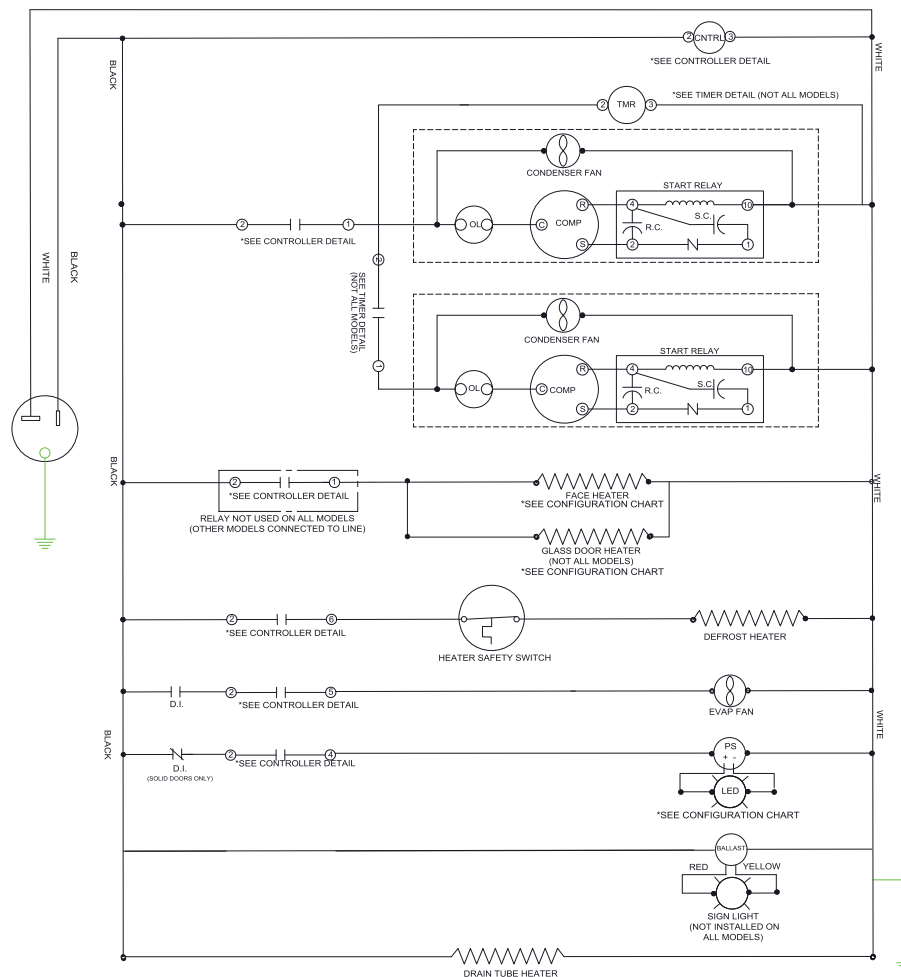 2 CNTRL 3
*SEE CONTROLLER DETAIL
BLACK
WHITE
2 TMR 3
*SEE TIMER DETAIL (NOT ALL MODELS)
CONDENSER FAN
START RELAY
OL
C COMP
R
S
4
10
R.C.
S.C.
2
N
1
2
1
*SEE CONTROLLER DETAIL
WHITE
BLACK
2
SEE TIMER DETAIL
(NOT ALL MODELS)
1
CONDENSER FAN
START RELAY
OL
C COMP
R
S
4
10
R.C.
S.C
2
N
1
BLACK
WHITE
2
1
*SEE CONTROLLER DETAIL
RELAY NOT USED ON ALL MODELS
(OTHER MODELS CONNECTED TO LINE)
FACE HEATER
*SEE CONFIGURATION CHART
GLASS DOOR HEATER
(NOT ALL MODELS)
*SEE CONFIGURATION CHART
2
6
*SEE CONTROLLER DETAIL
HEATER SAFETY SWITCH
DEFROST HEATER
D.I.
2
5
*SEE CONTROLLER DETAIL
EVAP FAN
BLACK
WHITE
D.I.
(SOLID DOORS ONLY)
2
4
*SEE CONTROLLER DETAIL
PS
+ -
LED
*SEE CONFIGURATION CHART
BALLAST
RED
YELLOW
SIGN LIGHT
(NOT INSTALLED ON
ALL MODELS)
DRAIN TUBE HEATER